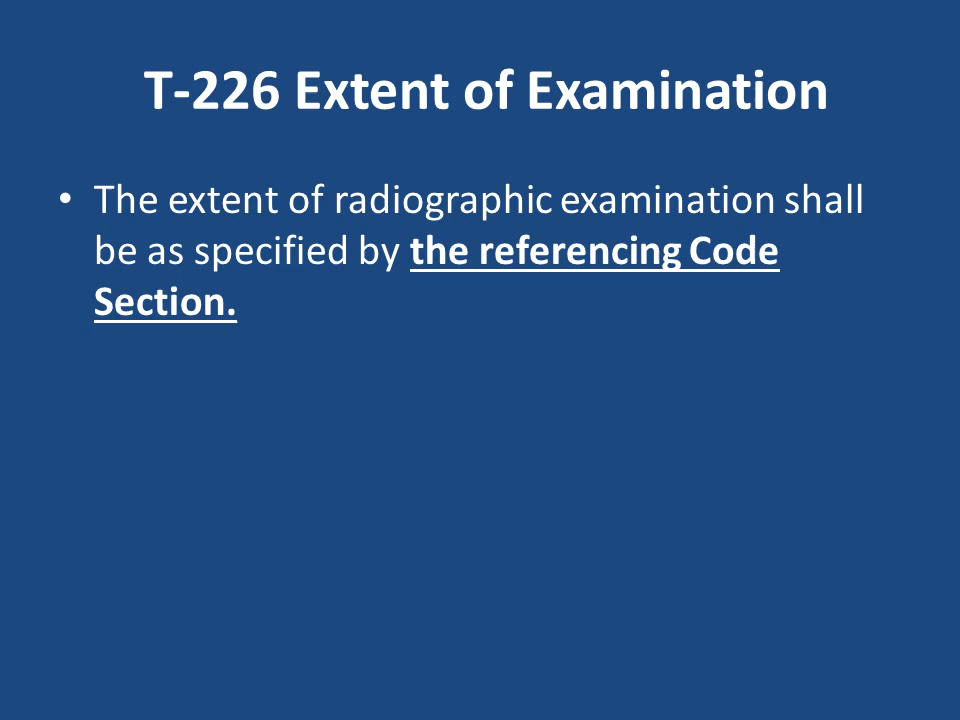 T-226 Extent of Examination
• The extent of radiographic examination shall
be as specified by the referencing Code
Section.